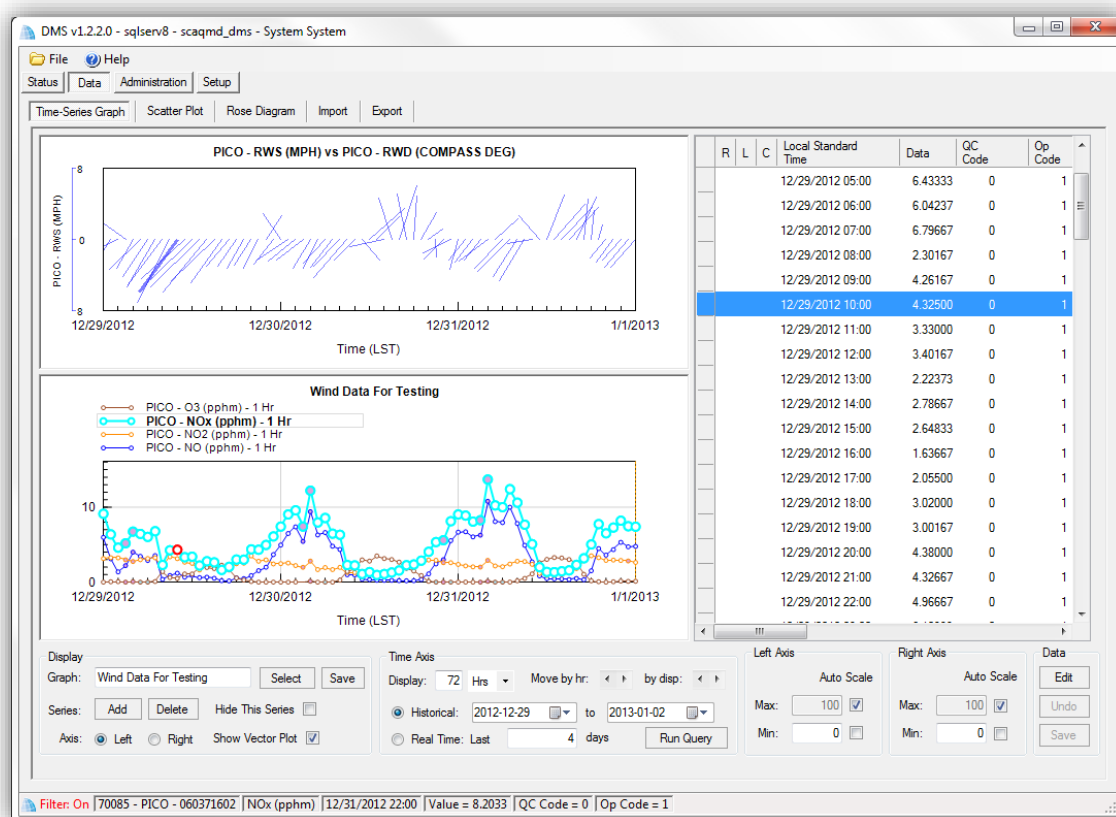 DMS v1.2.2.0 - sqlserv8 - scaqmd_dms - System System
File Help
Status Data Administration Setup
Time-Series Graph Scatter Plot Rose Diagram Import Export
PICO - RWS (MPH) vs PICO - RWD (COMPASS DEG)
8
PICO - RWS (MPH)
0
8
12/29/2012 12/30/2012 12/31/2012 1/1/2013
Time (LST)
Wind Data For Testing
PICO - O3 (pphm) - 1 Hr
PICO - NOx (pphm) - 1 Hr
PICO - NO2 (pphm) - 1 Hr
PICO - NO (pphm) - 1 Hr
10
0
12/29/2012 12/30/2012 12/31/2012 1/1/2013
Time (LST)
R L C Local Standard Time Data QC Code Op Code
12/29/2012 05:00 6.43333 0 1
12/29/2012 06:00 6.04237 0 1
12/29/2012 07:00 6.79667 0 1
12/29/2012 08:00 2.30167 0 1
12/29/2012 09:00 4.26167 0 1
12/29/2012 10:00 4.32500 0 1
12/29/2012 11:00 3.33000 0 1
12/29/2012 12:00 3.40167 0 1
12/29/2012 13:00 2.22373 0 1
12/29/2012 14:00 2.78667 0 1
12/29/2012 15:00 2.64833 0 1
12/29/2012 16:00 1.63667 0 1
12/29/2012 17:00 2.05500 0 1
12/29/2012 18:00 3.02000 0 1
12/29/2012 19:00 3.00167 0 1
12/29/2012 20:00 4.38000 0 1
12/29/2012 21:00 4.32667 0 1
12/29/2012 22:00 4.96667 0 1
Display
Graph: Wind Data For Testing Select Save
Series: Add Delete Hide This Series
Axis: Left Right Show Vector Plot
Time Axis
Display: 72 Hrs Move by hr: by disp:
Historical: 2012-12-29 to 2013-01-02
Real Time: Last 4 days Run Query
Left Axis
Auto Scale
Max: 100
Min: 0
Right Axis
Auto Scale
Max: 100
Min: 0
Data
Edit
Undo
Save
Filter: On 70085 - PICO - 060371602 NOx (pphm) 12/31/2012 22:00 Value = 8.2033 QC Code = 0 Op Code = 1